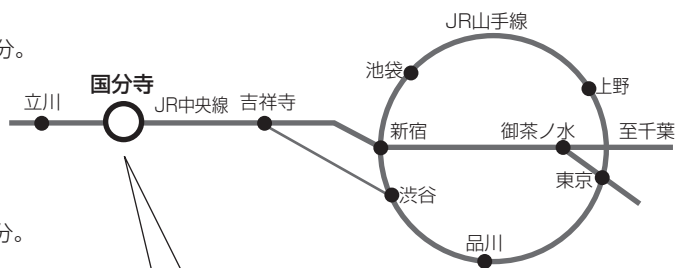 JR山手線
分。
池袋
国分寺
上野
立川
JR中央線
吉祥寺
新宿
御茶ノ水
至千葉
東京
渋谷
分。
品川